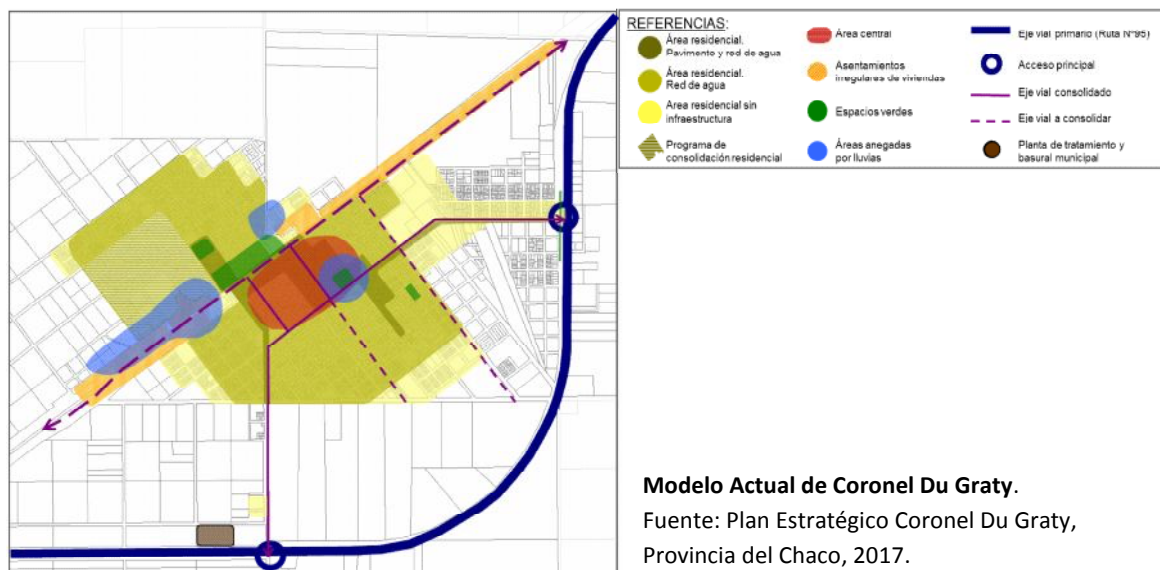 REFERENCIAS:
Área residencial.
Pavimento y red de agua
Área residencial.
Red de agua
Area residencial sin
infraestructura
Programa de
consolidación residencial
Área central
Asentamientos
irregulares de viviendas
Espacios verdes
Áreas anegadas
por lluvias
Eje vial primario (Ruta Nº95)
Acceso principal
Eje vial consolidado
Eje vial a consolidar
Planta de tratamiento y
basural municipal
Modelo Actual de Coronel Du Graty.
Fuente: Plan Estratégico Coronel Du Graty,
Provincia del Chaco, 2017.